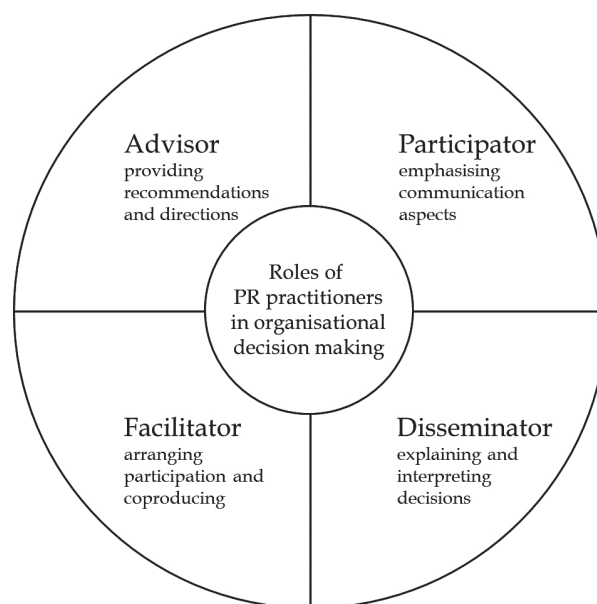 Advisor
providing
recommendations
and directions
Participator
emphasising
communication
aspects
Roles of
PR practitioners
in organisational
decision making
Facilitator
arranging
participation and
coproducing
Disseminator
explaining and
interpreting
decisions